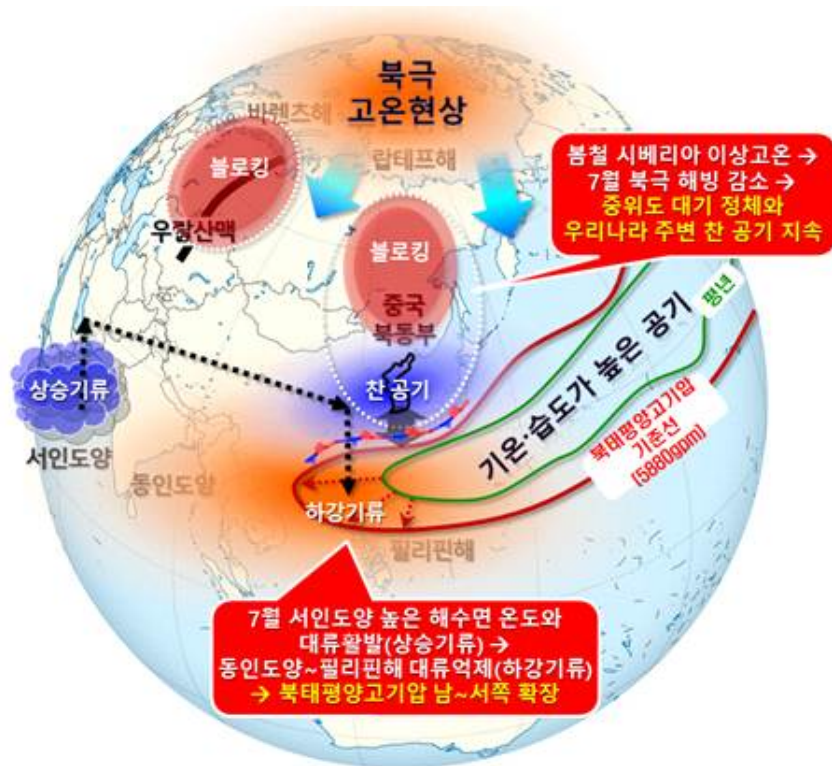 북극
고온현상
바렌츠해
랍테프해
블로킹
우랄산맥
블로킹
중국
북동부
찬 공기
봄철 시베리아 이상고온 →
7월 북극 해빙 감소 →
중위도 대기 정체와
우리나라 주변 찬 공기 지속
평년
기온·습도가 높은 공기
북태평양고기압
기준선
(5880gpm)
상승기류
서인도양
동인도양
하강기류
필리핀해
7월 서인도양 높은 해수면 온도와
대류활발(상승기류) →
동인도양~필리핀해 대류억제(하강기류)
→ 북태평양고기압 남~서쪽 확장